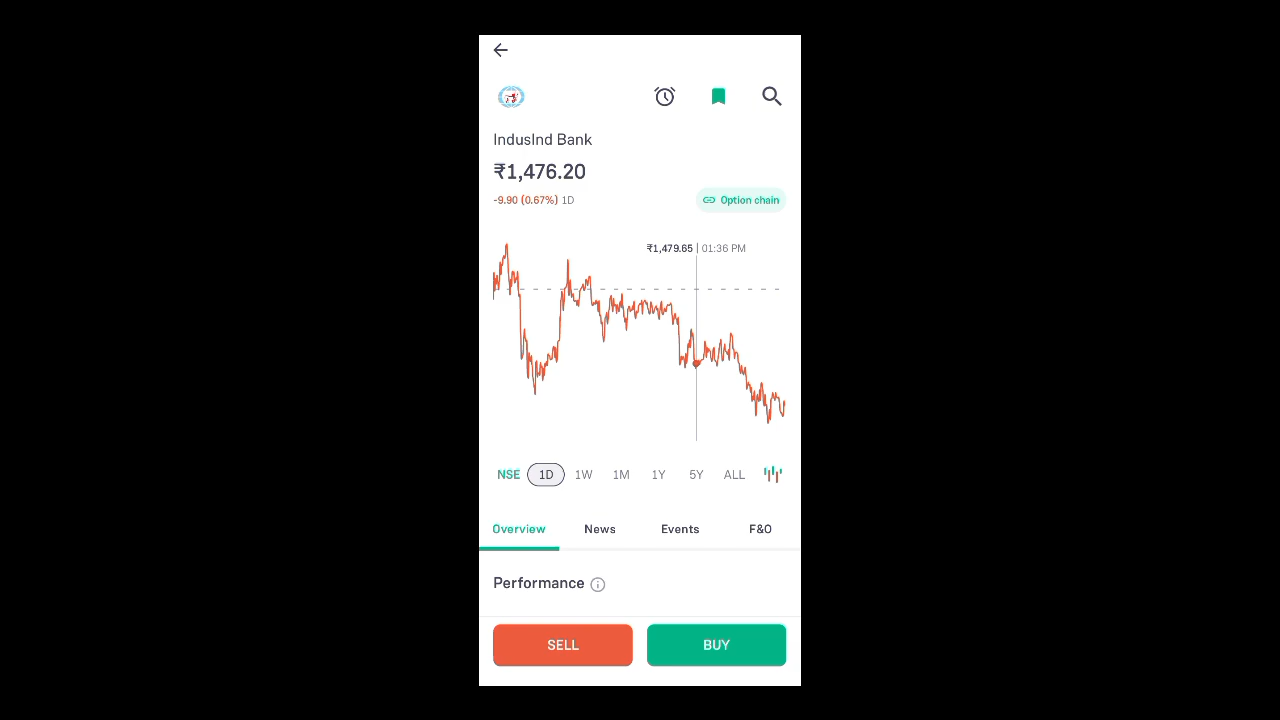 IndusInd Bank
₹1,476.20
-9.90 (0.67%) 1D
Option chain
₹1,479.65 | 01:36 PM
NSE 1D 1W 1M 1Y 5Y ALL
Overview News Events F&O
Performance
SELL BUY